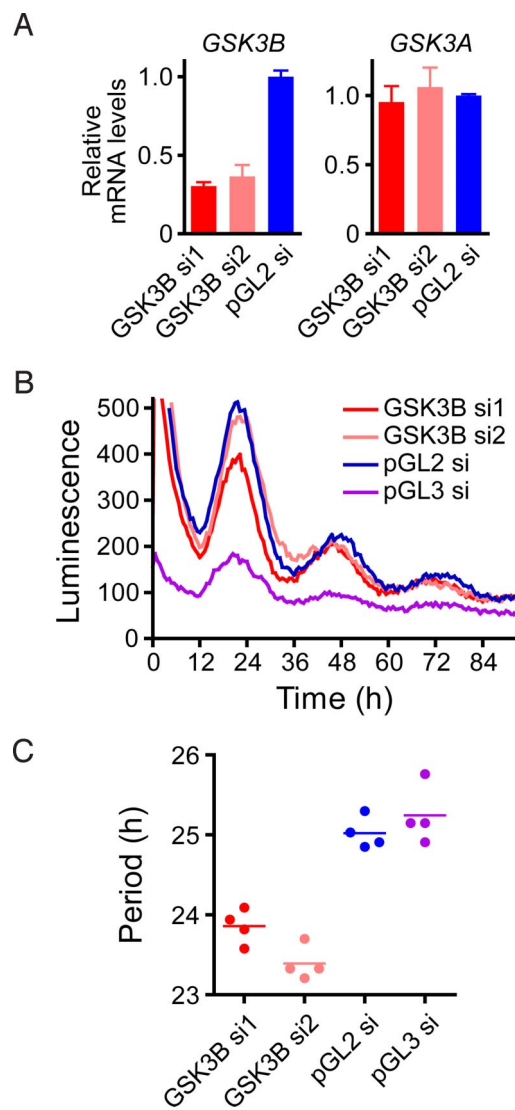 A
GSK3B
GSK3A
Relative
mRNA levels
1.0
0.5
0
1.0
0.5
0
GSK3B si1
GSK3B si2
pGL2 si
GSK3B si1
GSK3B si2
pGL2 si
B
Luminescence
500
400
300
200
100
0
GSK3B si1
GSK3B si2
pGL2 si
pGL3 si
0 12 24 36 48 60 72 84
Time (h)
C
Period (h)
26
25
24
23
GSK3B si1
GSK3B si2
pGL2 si
pGL3 si